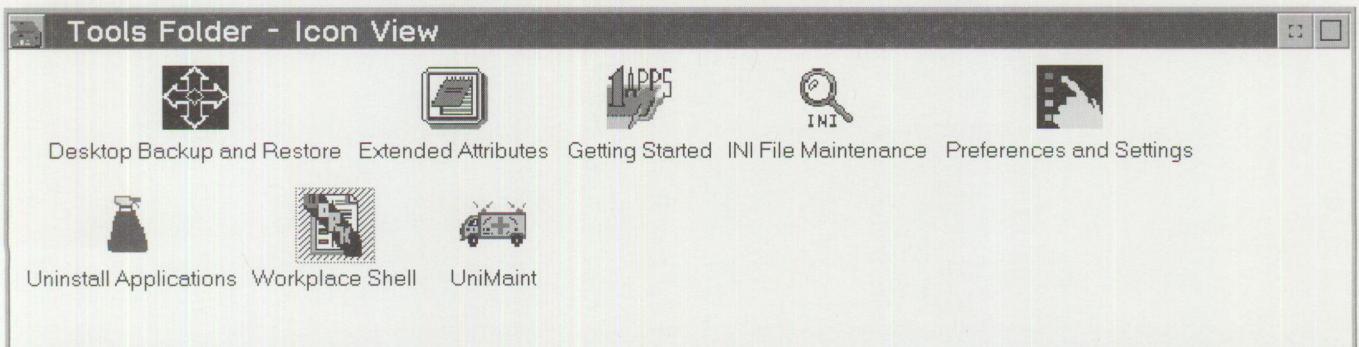 Tools Folder - Icon View
1APPS
INI
Desktop Backup and Restore Extended Attributes Getting Started INI File Maintenance Preferences and Settings
WORK
Uninstall Applications Workplace Shell UniMaint